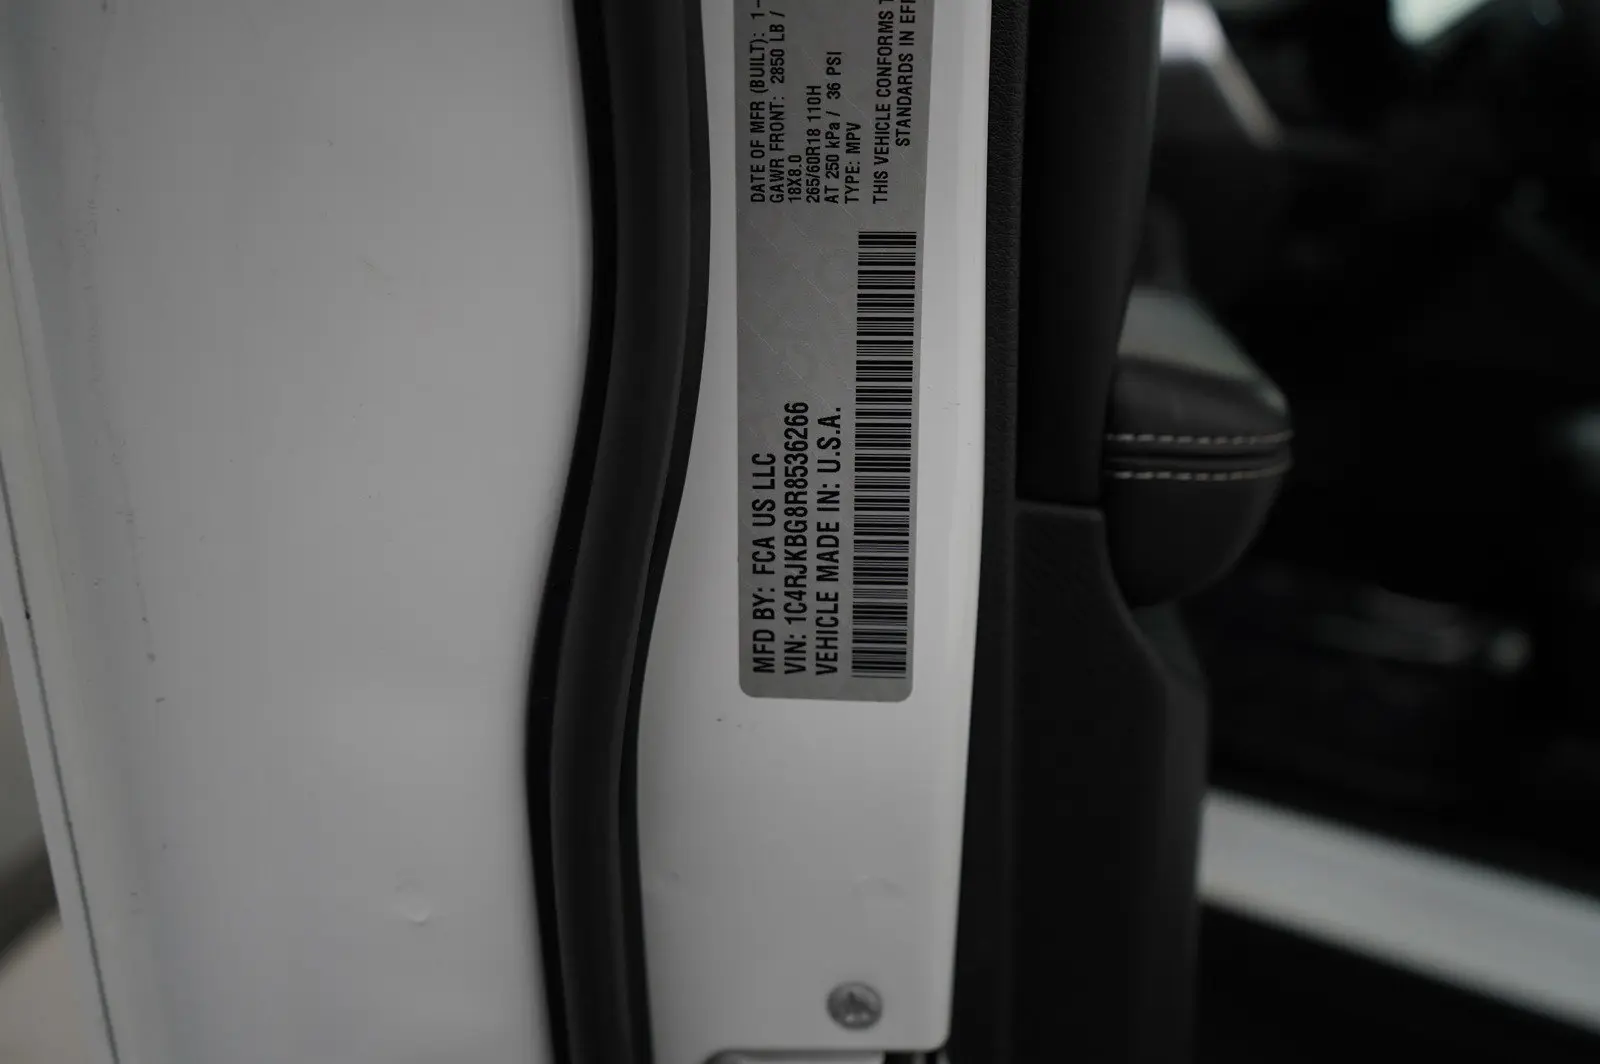 MFD BY: FCA US LLC
VIN: 1C4RJKBG8R8536266
VEHICLE MADE IN: U.S.A.
DATE OF MFR (BUILT): 1-
GAWR FRONT: 2850 LB /
18X8.0
265/60R18 110H
AT 250 kPa / 36 PSI
TYPE: MPV
THIS VEHICLE CONFORMS
STANDARDS IN